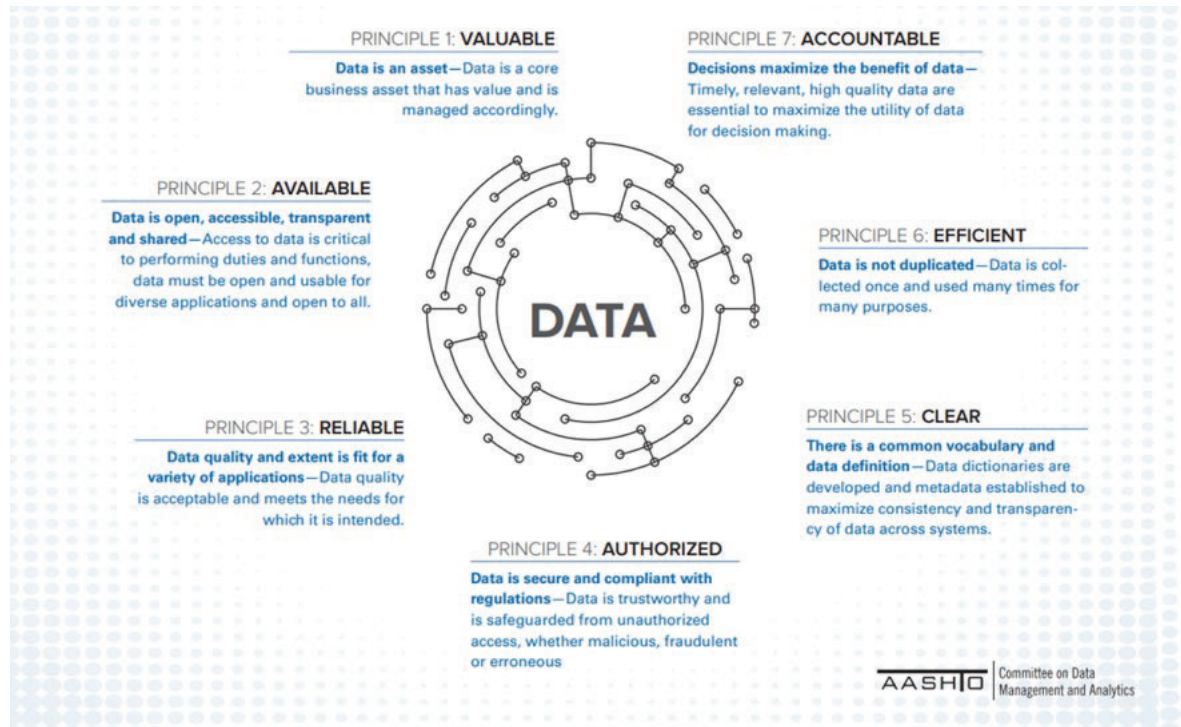 PRINCIPLE 1: VALUABLE
Data is an asset—Data is a core
business asset that has value and is
managed accordingly.
PRINCIPLE 7: ACCOUNTABLE
Decisions maximize the benefit of data—
Timely, relevant, high quality data are
essential to maximize the utility of data
for decision making.
PRINCIPLE 2: AVAILABLE
Data is open, accessible, transparent
and shared—Access to data is critical
to performing duties and functions,
data must be open and usable for
diverse applications and open to all.
PRINCIPLE 6: EFFICIENT
Data is not duplicated—Data is col-
lected once and used many times for
many purposes.
DATA
PRINCIPLE 3: RELIABLE
Data quality and extent is fit for a
variety of applications—Data quality
is acceptable and meets the needs for
which it is intended.
PRINCIPLE 5: CLEAR
There is a common vocabulary and
data definition—Data dictionaries are
developed and metadata established to
maximize consistency and transparen-
cy of data across systems.
PRINCIPLE 4: AUTHORIZED
Data is secure and compliant with
regulations—Data is trustworthy and
is safeguarded from unauthorized
access, whether malicious, fraudulent
or erroneous
AASHTO
Committee on Data
Management and Analytics